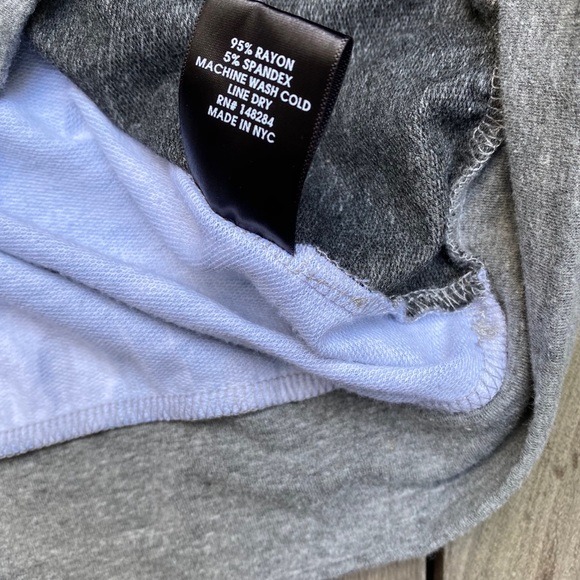 95% RAYON
5% SPANDEX
MACHINE WASH COLD
LINE DRY
RN# 148284
MADE IN NYC